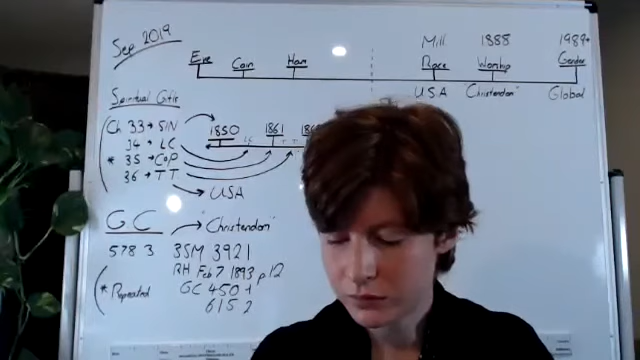 Sep 2019
Mill 1888 1989
Eve Cain Ham Race Worship Gender
USA Christendom Global
Spiritual Gifts
Ch 33 → SIN
34 → LC
* 35 → CoP
36 → TT
1850 1861
→ USA
GC → "Christendom"
578 3 3SM 392 1
RH Feb 7 1893 p 12
* Repeated GC 450 1
615 2